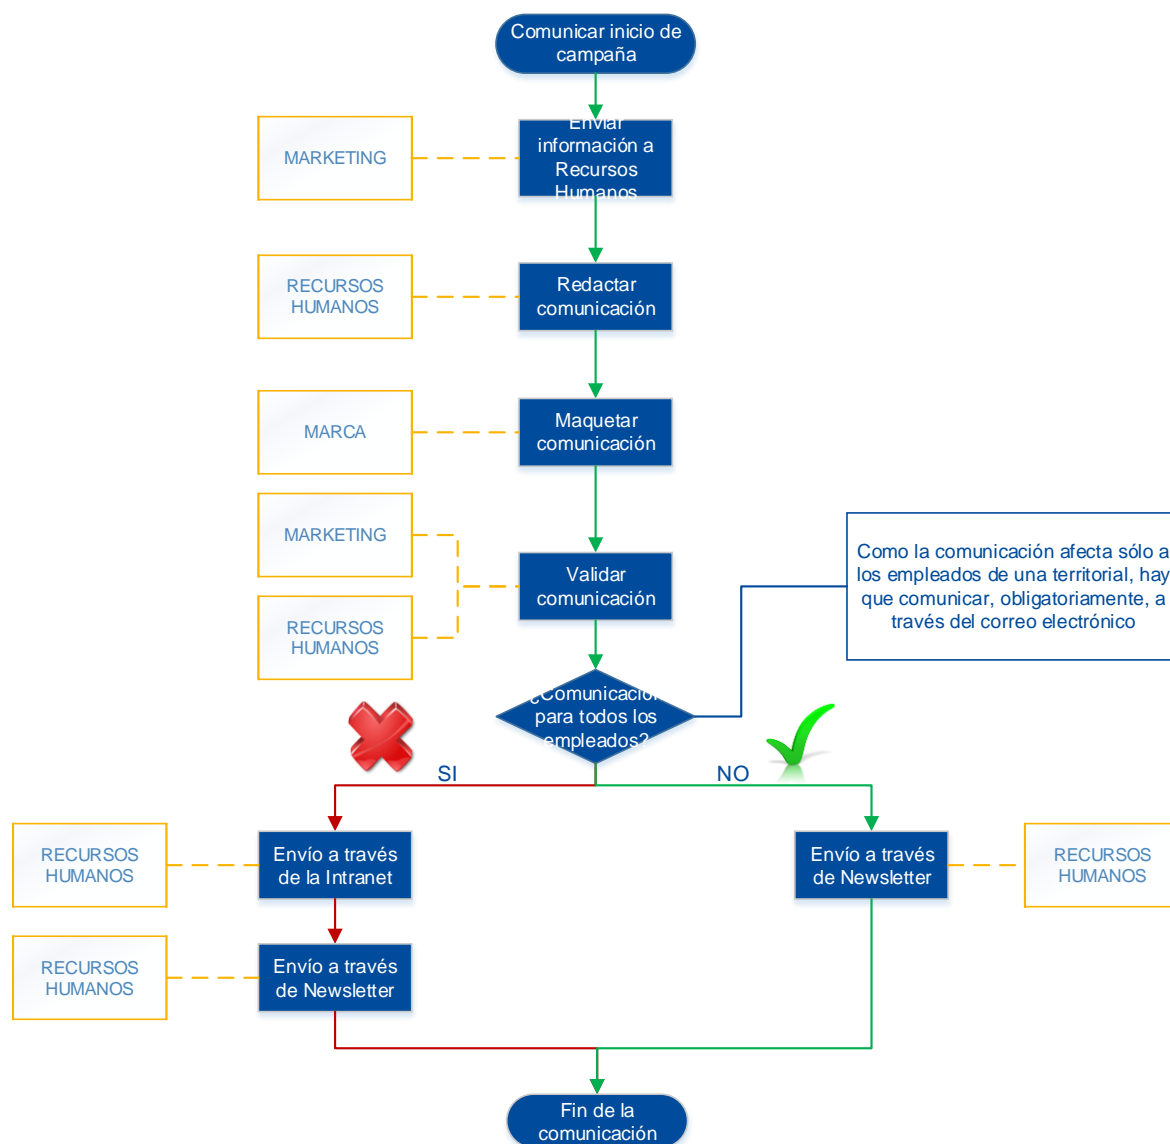 Comunicar inicio de
campaña
MARKETING
Enviar
información a
Recursos
Humanos
RECURSOS
HUMANOS
Redactar
comunicación
MARCA
Maquetar
comunicación
MARKETING
RECURSOS
HUMANOS
Validar
comunicación
Como la comunicación afecta sólo a
los empleados de una territorial, hay
que comunicar, obligatoriamente, a
través del correo electrónico
¿Comunicación
para todos los
empleados?
SI
NO
RECURSOS
HUMANOS
Envío a través
de la Intranet
Envío a través
de Newsletter
RECURSOS
HUMANOS
RECURSOS
HUMANOS
Envío a través
de Newsletter
Fin de la
comunicación